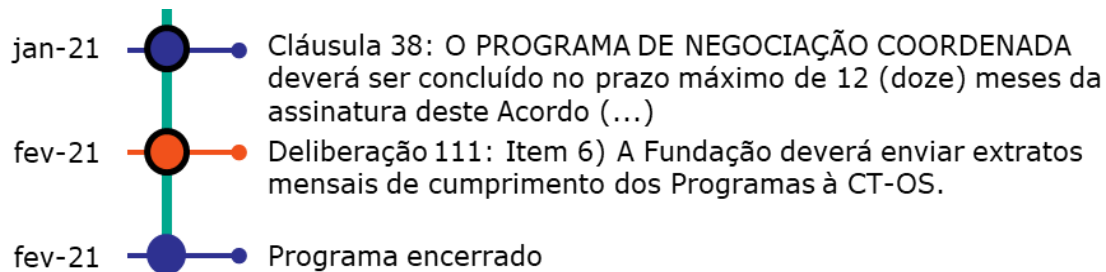 jan-21
Cláusula 38: O PROGRAMA DE NEGOCIAÇÃO COORDENADA
deverá ser concluído no prazo máximo de 12 (doze) meses da
assinatura deste Acordo (...)
fev-21
Deliberação 111: Item 6) A Fundação deverá enviar extratos
mensais de cumprimento dos Programas à CT-OS.
fev-21
Programa encerrado